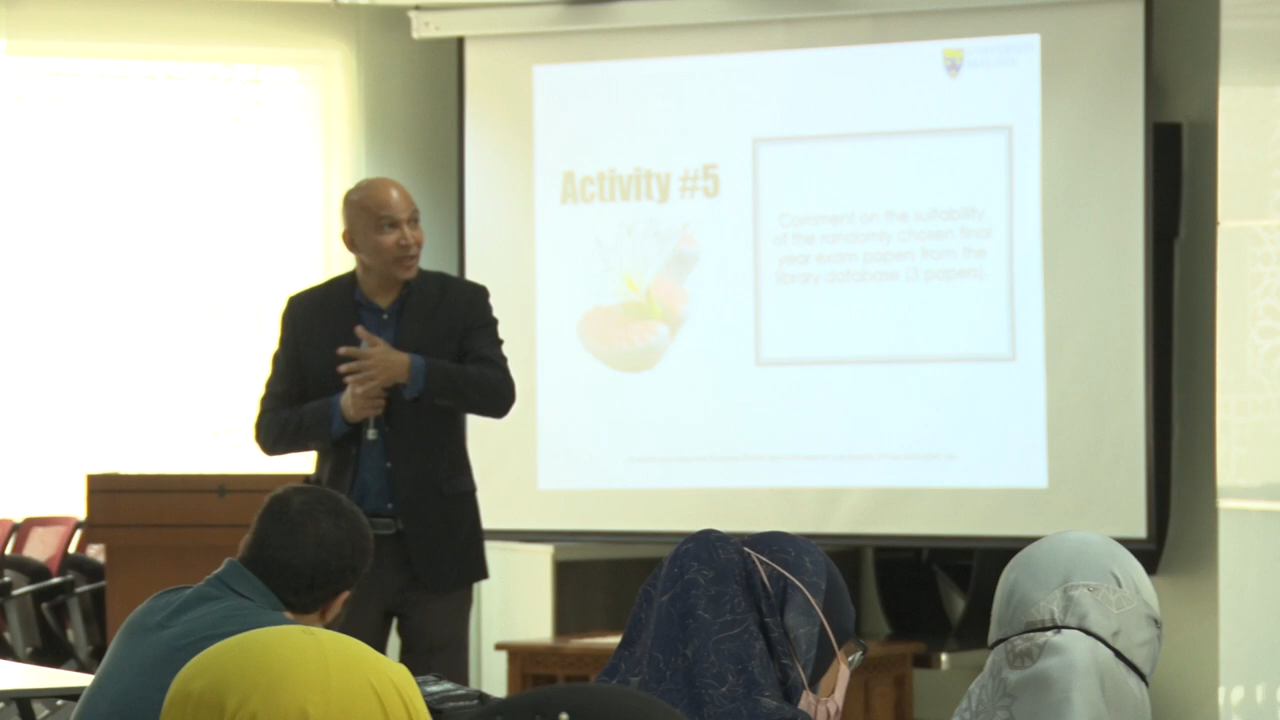 Activity #5
Comment on the suitability
of the randomly chosen final
year exam papers from the
library database (3 papers).